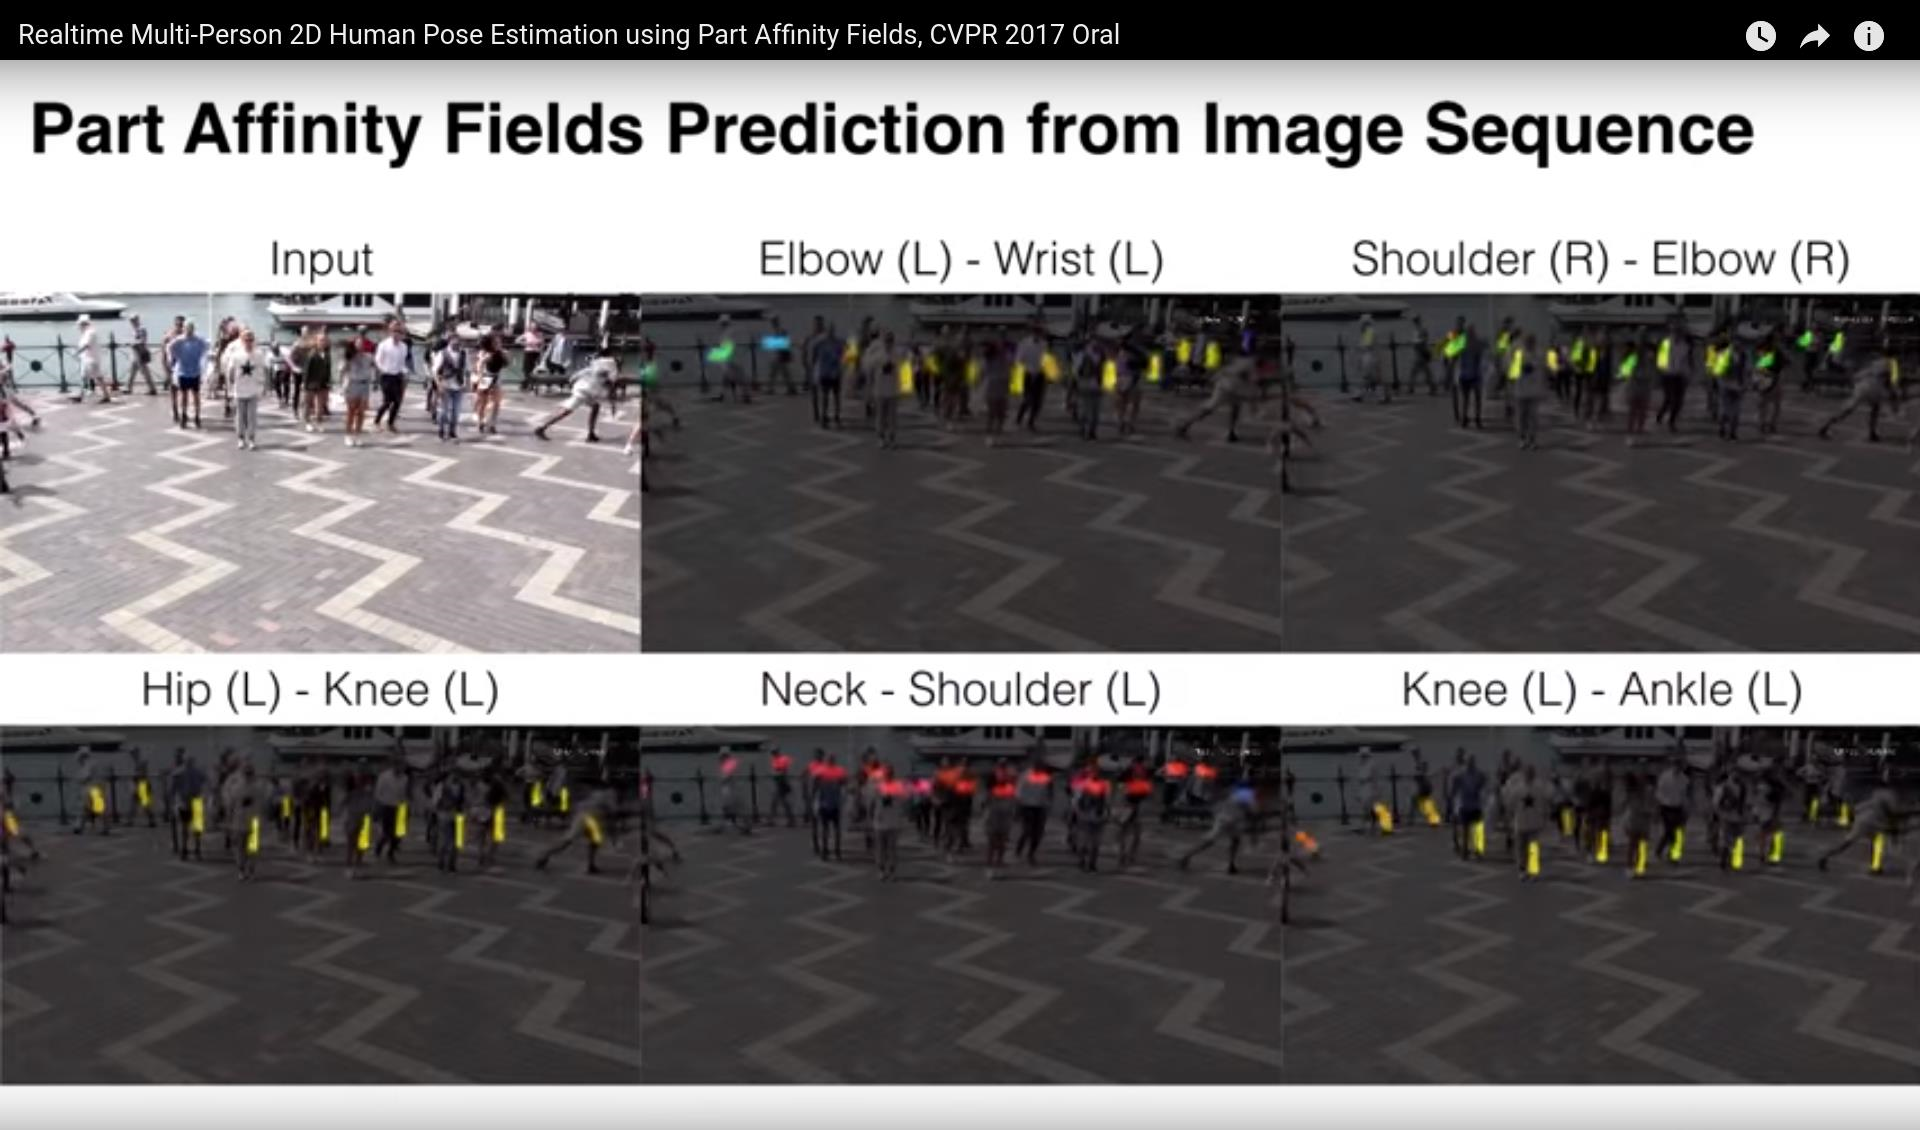 Realtime Multi-Person 2D Human Pose Estimation using Part Affinity Fields, CVPR 2017 Oral
Part Affinity Fields Prediction from Image Sequence
Input
Elbow (L) - Wrist (L)
Shoulder (R) - Elbow (R)
Hip (L) - Knee (L)
Neck - Shoulder (L)
Knee (L) - Ankle (L)